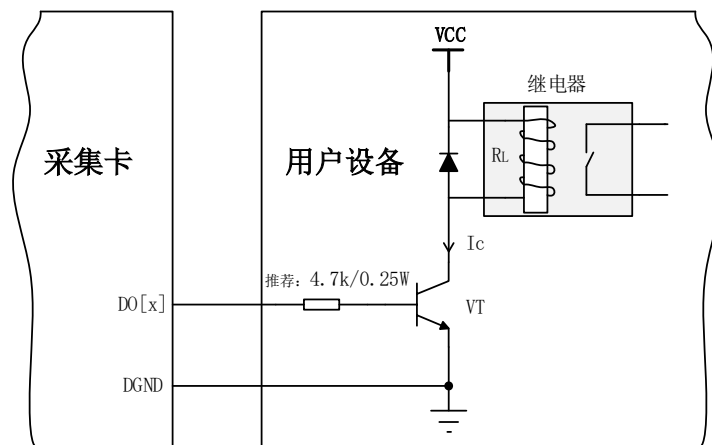 VCC
继电器
采集卡
用户设备
RL
Ic
推荐: 4.7k/0.25W
DO[x]
VT
DGND